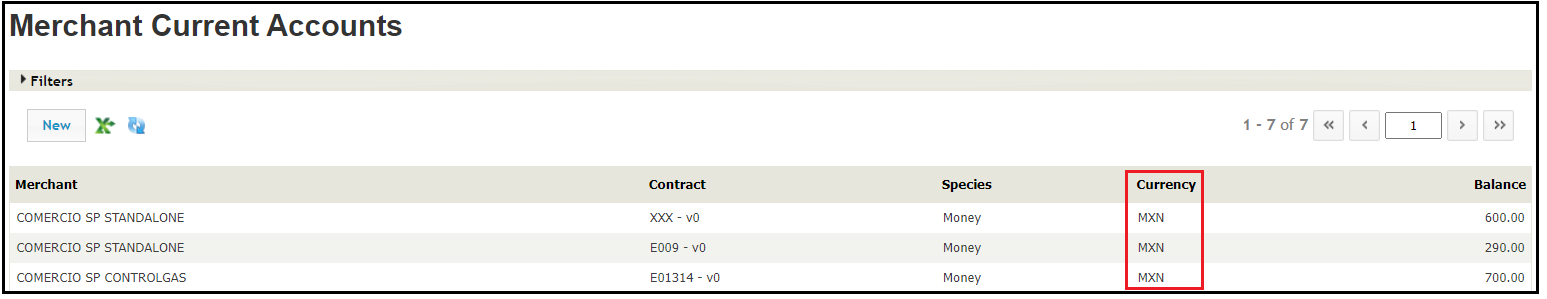 Merchant Current Accounts
Filters
New 1 - 7 of 7 « ‹ 1 › »
Merchant Contract Species Currency Balance
COMERCIO SP STANDALONE XXX - v0 Money MXN 600.00
COMERCIO SP STANDALONE E009 - v0 Money MXN 290.00
COMERCIO SP CONTROLGAS E01314 - v0 Money MXN 700.00